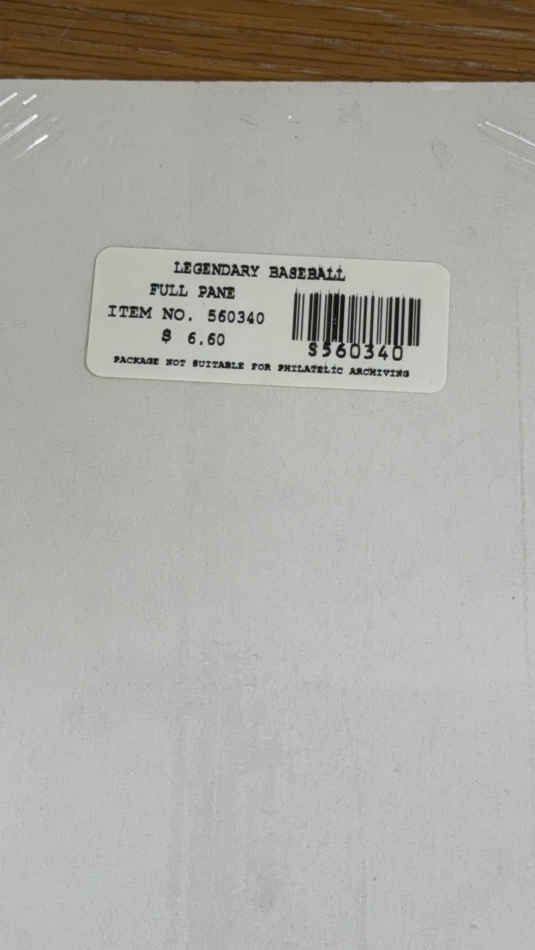 LEGENDARY BASEBALL
FULL PANE
ITEM NO. 560340
$ 6.60
S560340
PACKAGE NOT SUITABLE FOR PHILATELIC ARCHIVING